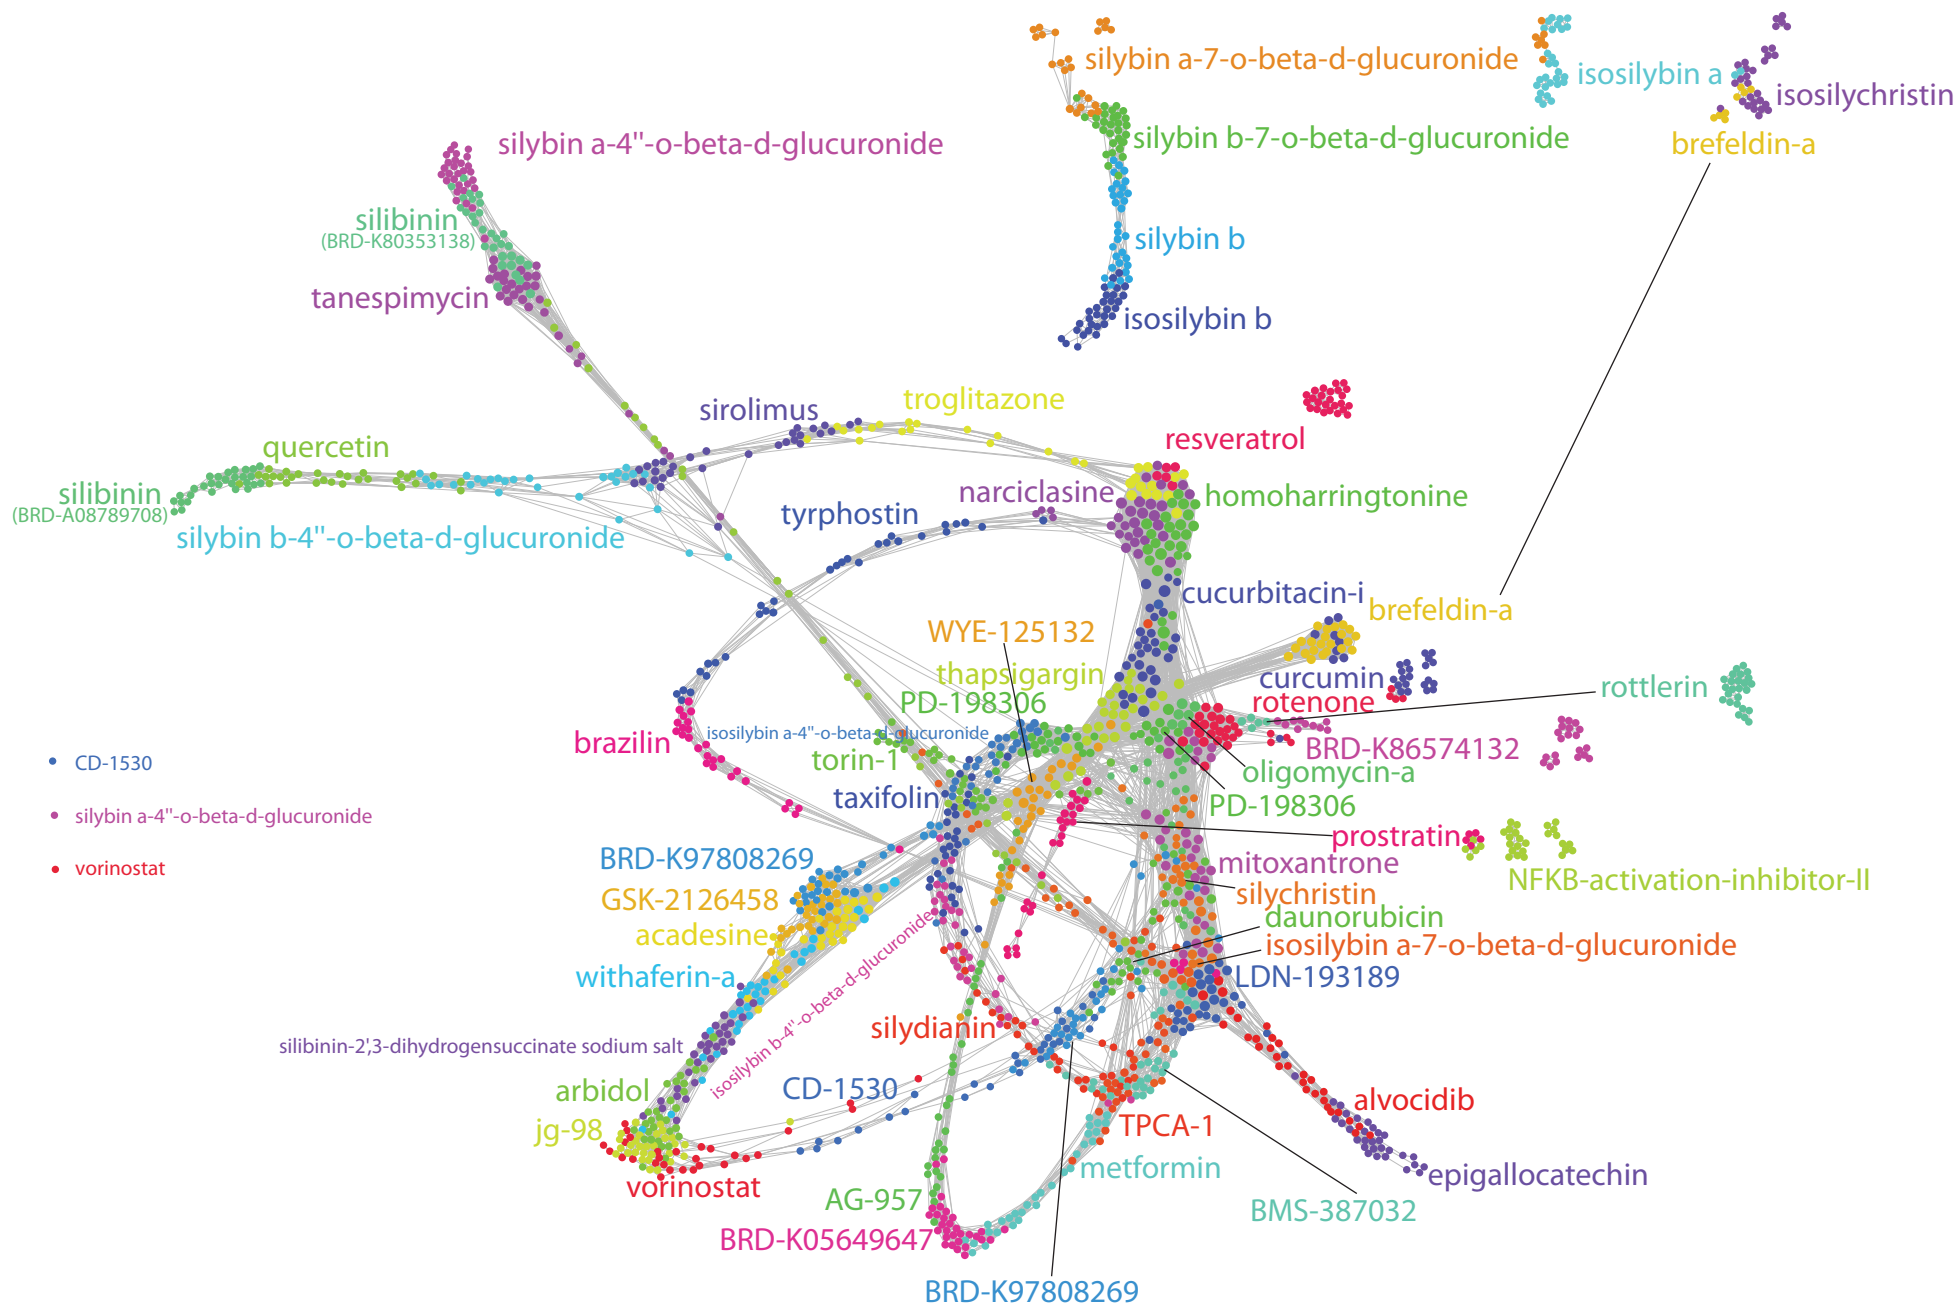 silybin a-7-o-beta-d-glucuronide
isosilybin a
isosilychristin
brefeldin-a
silybin b-7-o-beta-d-glucuronide
silybin a-4''-o-beta-d-glucuronide
silibinin
(BRD-K80353138)
silybin b
tanespimycin
isosilybin b
sirolimus
troglitazone
resveratrol
quercetin
silibinin
(BRD-A08789708)
narciclasine
homoharringtonine
tyrphostin
silybin b-4''-o-beta-d-glucuronide
cucurbitacin-i
brefeldin-a
WYE-125132
thapsigargin
curcumin
rottlerin
PD-198306
rotenone
isosilybin a-4''-o-beta-d-glucuronide
brazilin
BRD-K86574132
torin-1
oligomycin-a
CD-1530
taxifolin
PD-198306
silybin a-4''-o-beta-d-glucuronide
prostratin
BRD-K97808269
mitoxantrone
vorinostat
NFKB-activation-inhibitor-II
GSK-2126458
silychristin
daunorubicin
acadesine
isosilybin a-7-o-beta-d-glucuronide
withaferin-a
LDN-193189
isosilybin b-4''-o-beta-d-glucuronide
silydianin
silibinin-2',3-dihydrogensuccinate sodium salt
arbidol
CD-1530
alvocidib
jg-98
TPCA-1
metformin
epigallocatechin
vorinostat
AG-957
BMS-387032
BRD-K05649647
BRD-K97808269